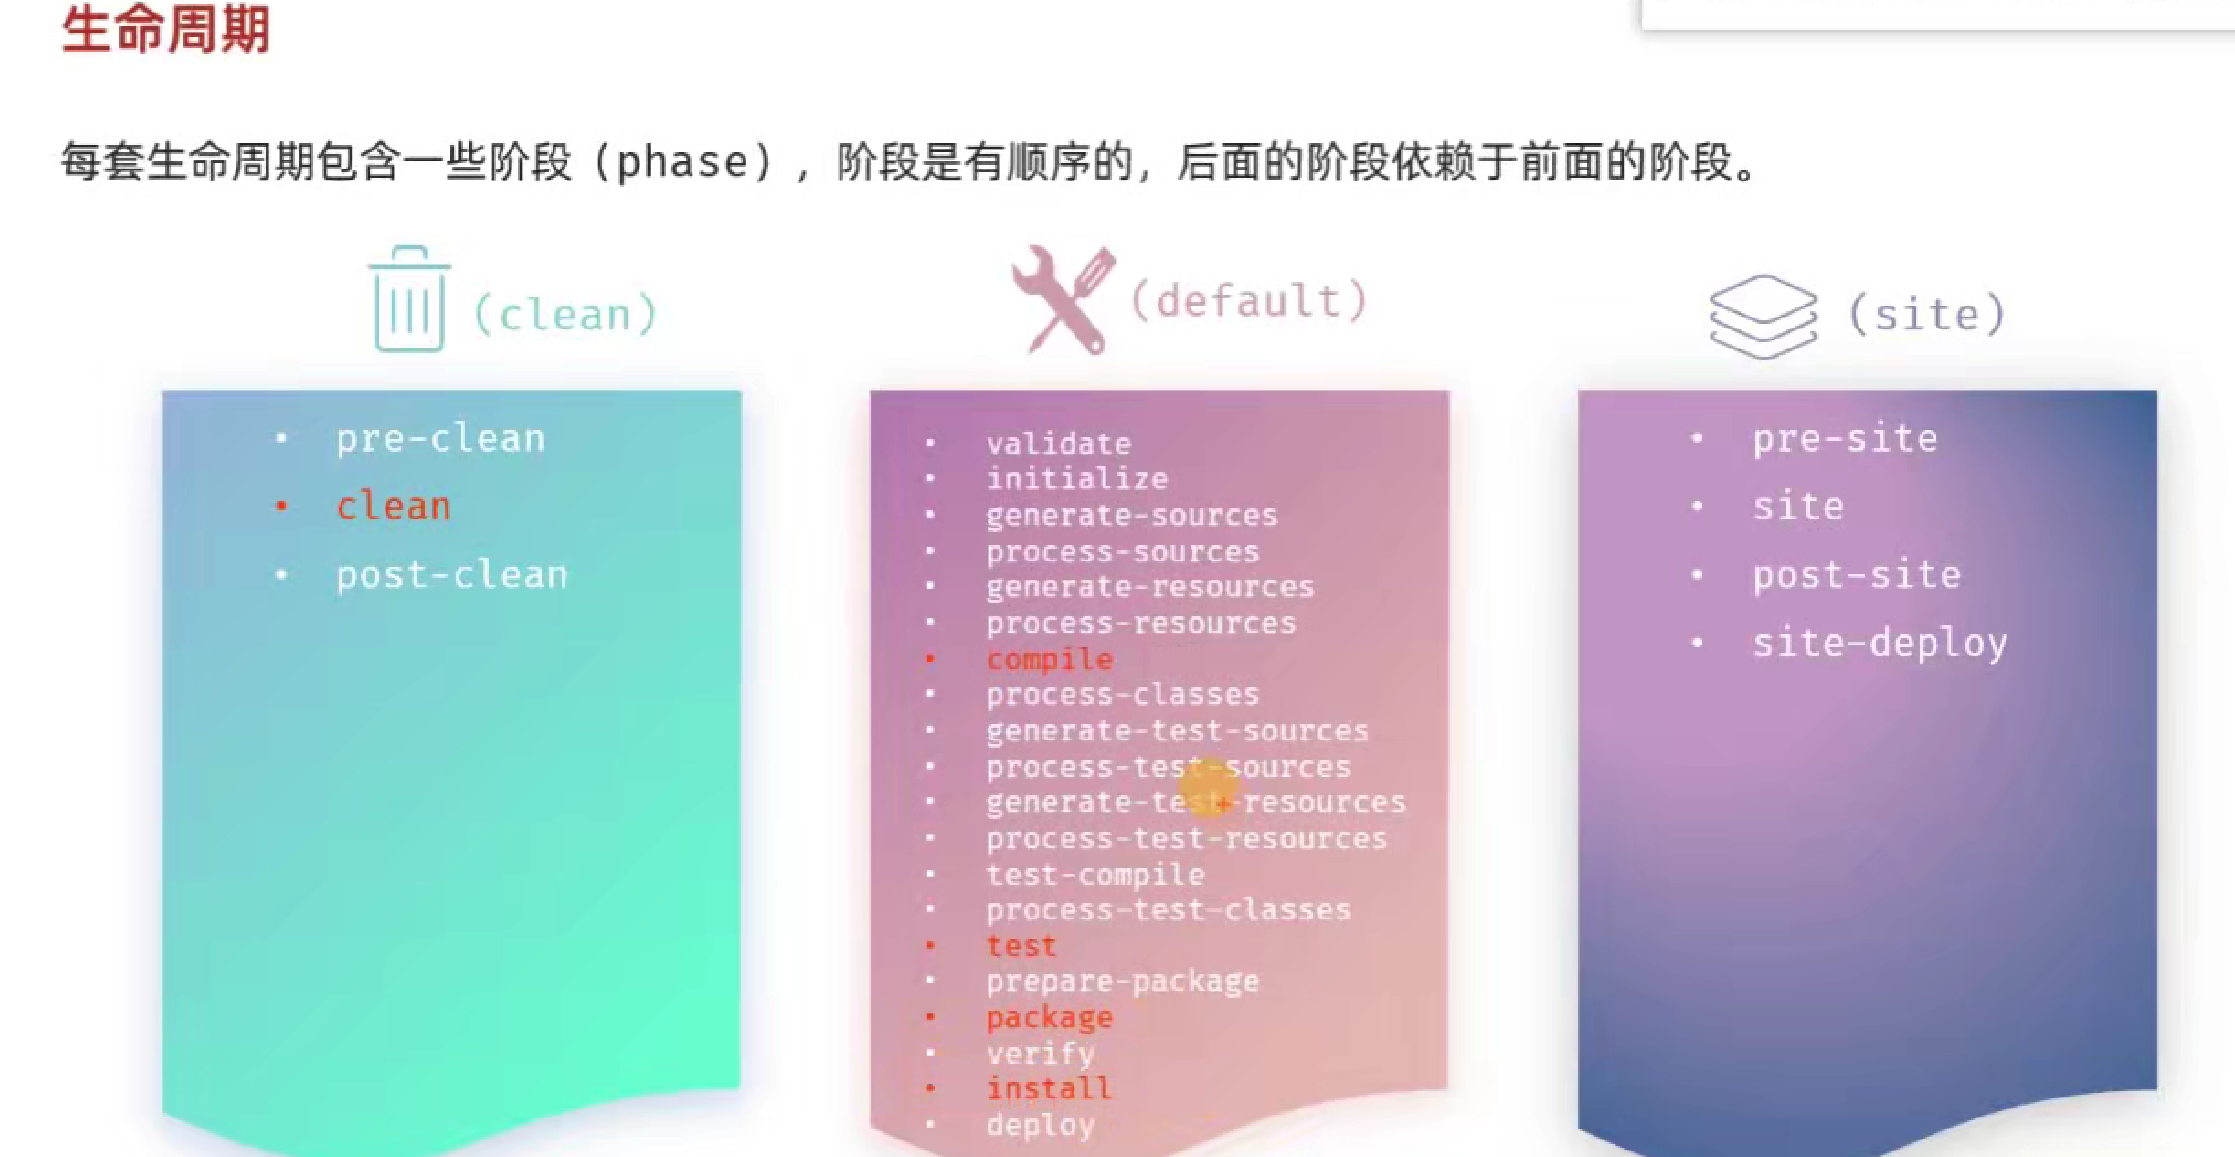 生命周期
每套生命周期包含一些阶段（phase），阶段是有顺序的，后面的阶段依赖于前面的阶段。
(clean)
• pre-clean
• clean
• post-clean
(default)
• validate
• initialize
• generate-sources
• process-sources
• generate-resources
• process-resources
• compile
• process-classes
• generate-test-sources
• process-test-sources
• generate-test-resources
• process-test-resources
• test-compile
• process-test-classes
• test
• prepare-package
• package
• verify
• install
• deploy
(site)
• pre-site
• site
• post-site
• site-deploy